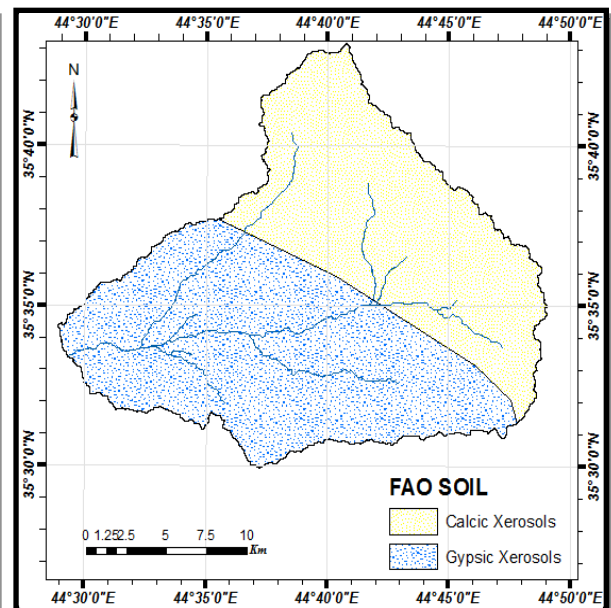 44°30'0"E 44°35'0"E 44°40'0"E 44°45'0"E 44°50'0"E
N
35°40'0"N 35°40'0"N
35°35'0"N 35°35'0"N
35°30'0"N 35°30'0"N
FAO SOIL
Calcic Xerosols
Gypsic Xerosols
0 1.25 2.5 5 7.5 10
Km
44°30'0"E 44°35'0"E 44°40'0"E 44°45'0"E 44°50'0"E